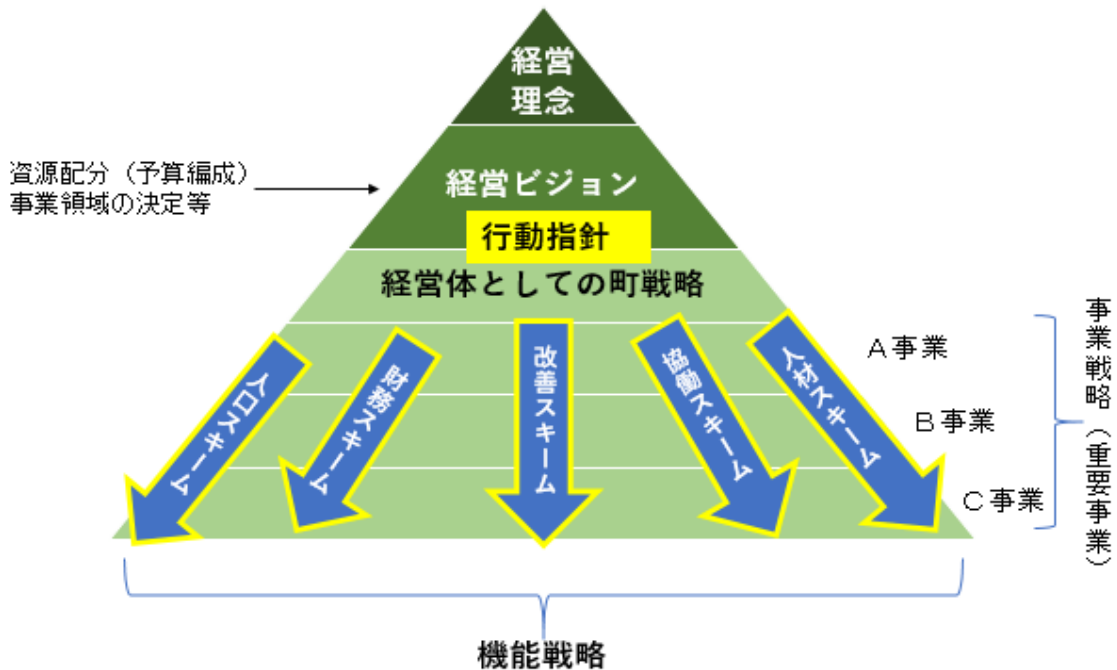 経営
理念
資源配分（予算編成）
事業領域の決定等
経営ビジョン
行動指針
経営体としての町戦略
人口スキーム
財務スキーム
改善スキーム
協働スキーム
人材スキーム
Ａ事業
Ｂ事業
Ｃ事業
事業戦略（重要事業）
機能戦略